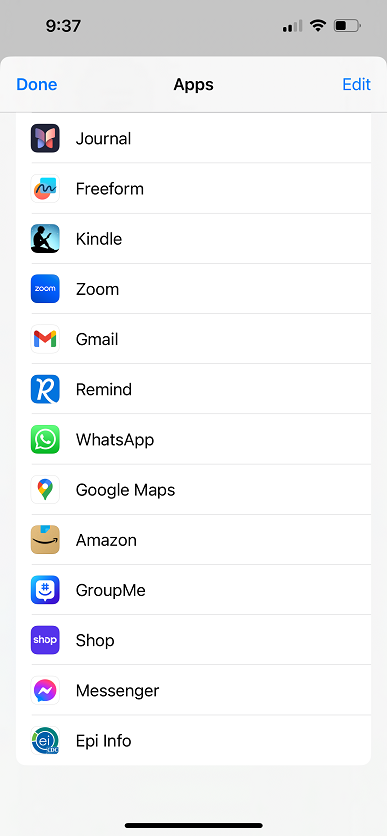 9:37
Done Apps Edit
Journal
Freeform
Kindle
zoom Zoom
Gmail
R Remind
WhatsApp
Google Maps
Amazon
# GroupMe
shop Shop
Messenger
ei CDC Epi Info